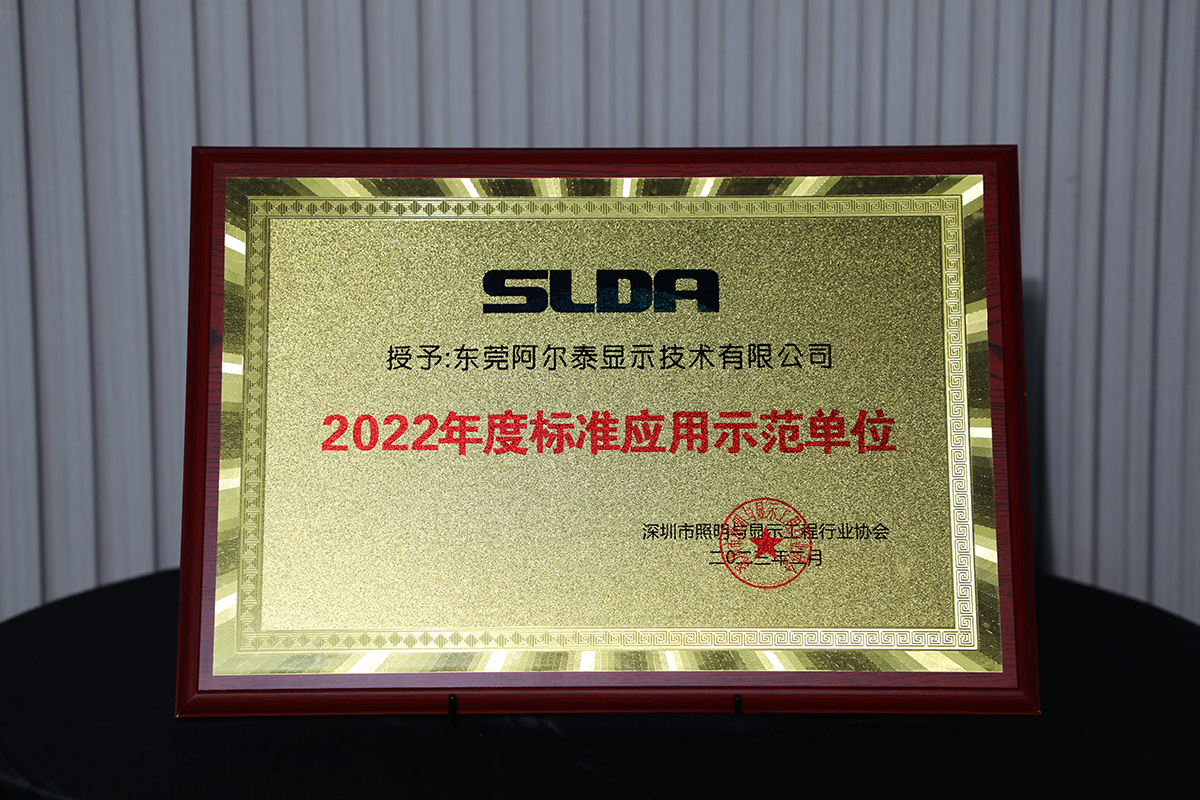 SLDA
授予:东莞阿尔泰显示技术有限公司
2022年度标准应用示范单位
深圳市照明与显示工程行业协会